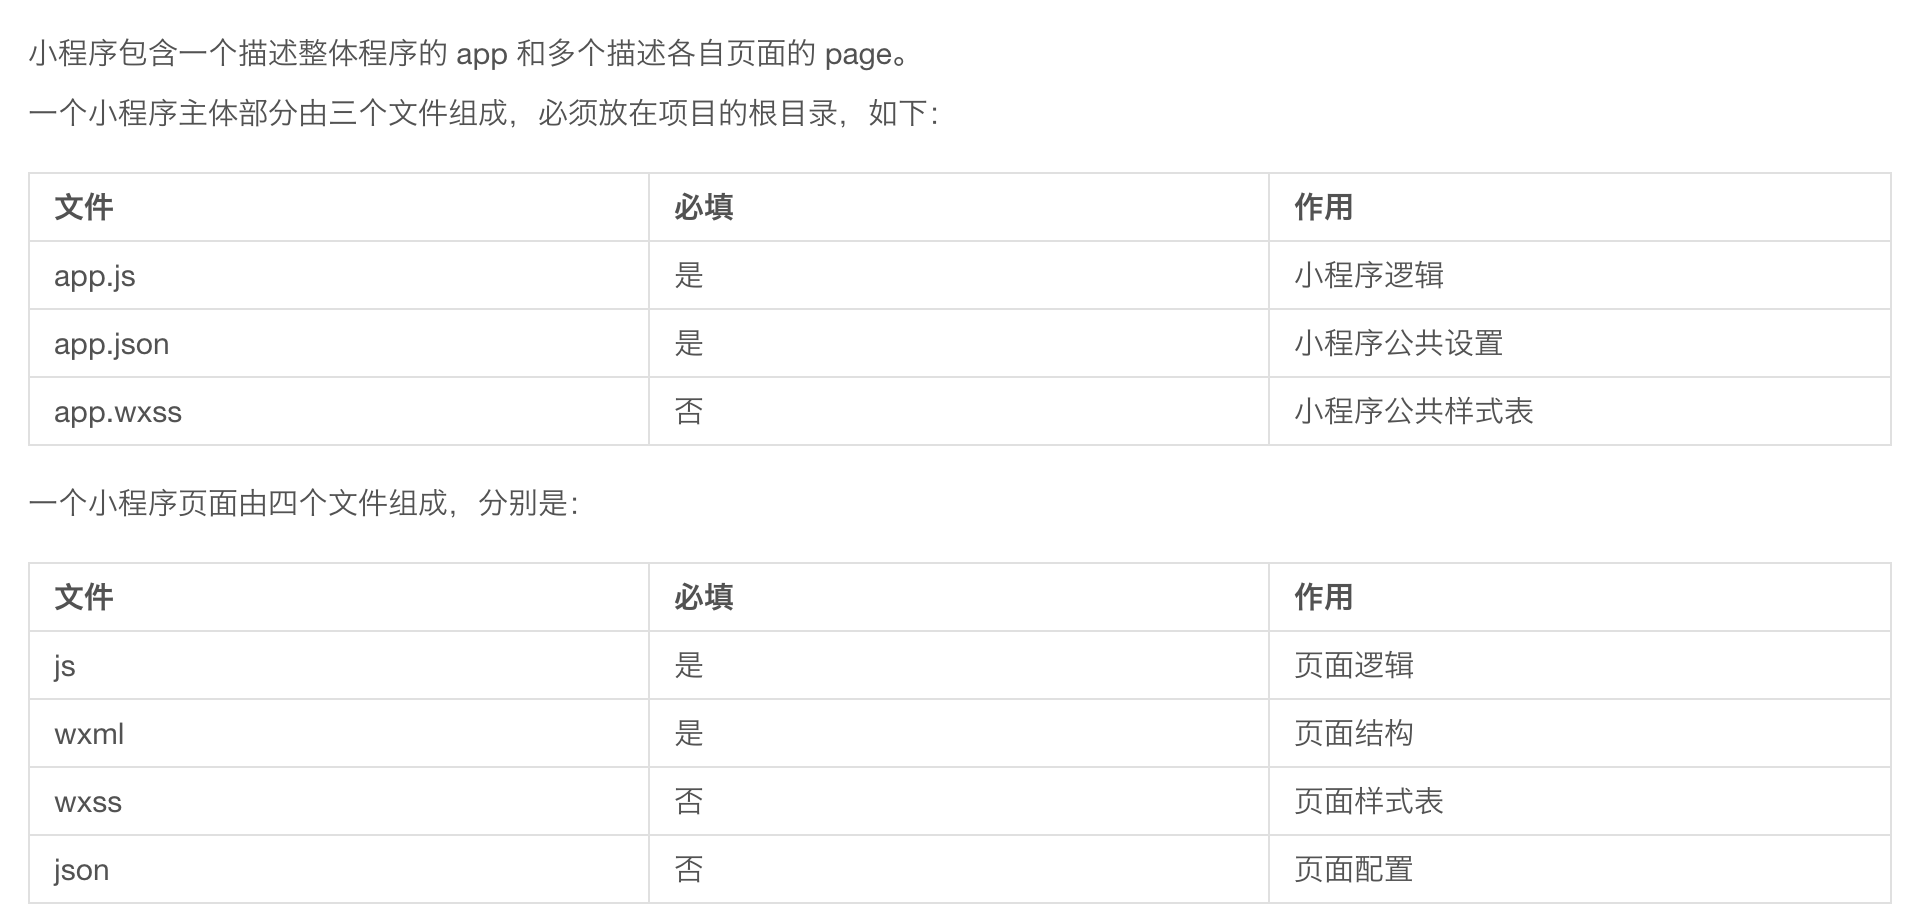 小程序包含一个描述整体程序的 app 和多个描述各自页面的 page。
一个小程序主体部分由三个文件组成，必须放在项目的根目录，如下：
文件 必填 作用
app.js 是 小程序逻辑
app.json 是 小程序公共设置
app.wxss 否 小程序公共样式表
一个小程序页面由四个文件组成，分别是：
文件 必填 作用
js 是 页面逻辑
wxml 是 页面结构
wxss 否 页面样式表
json 否 页面配置